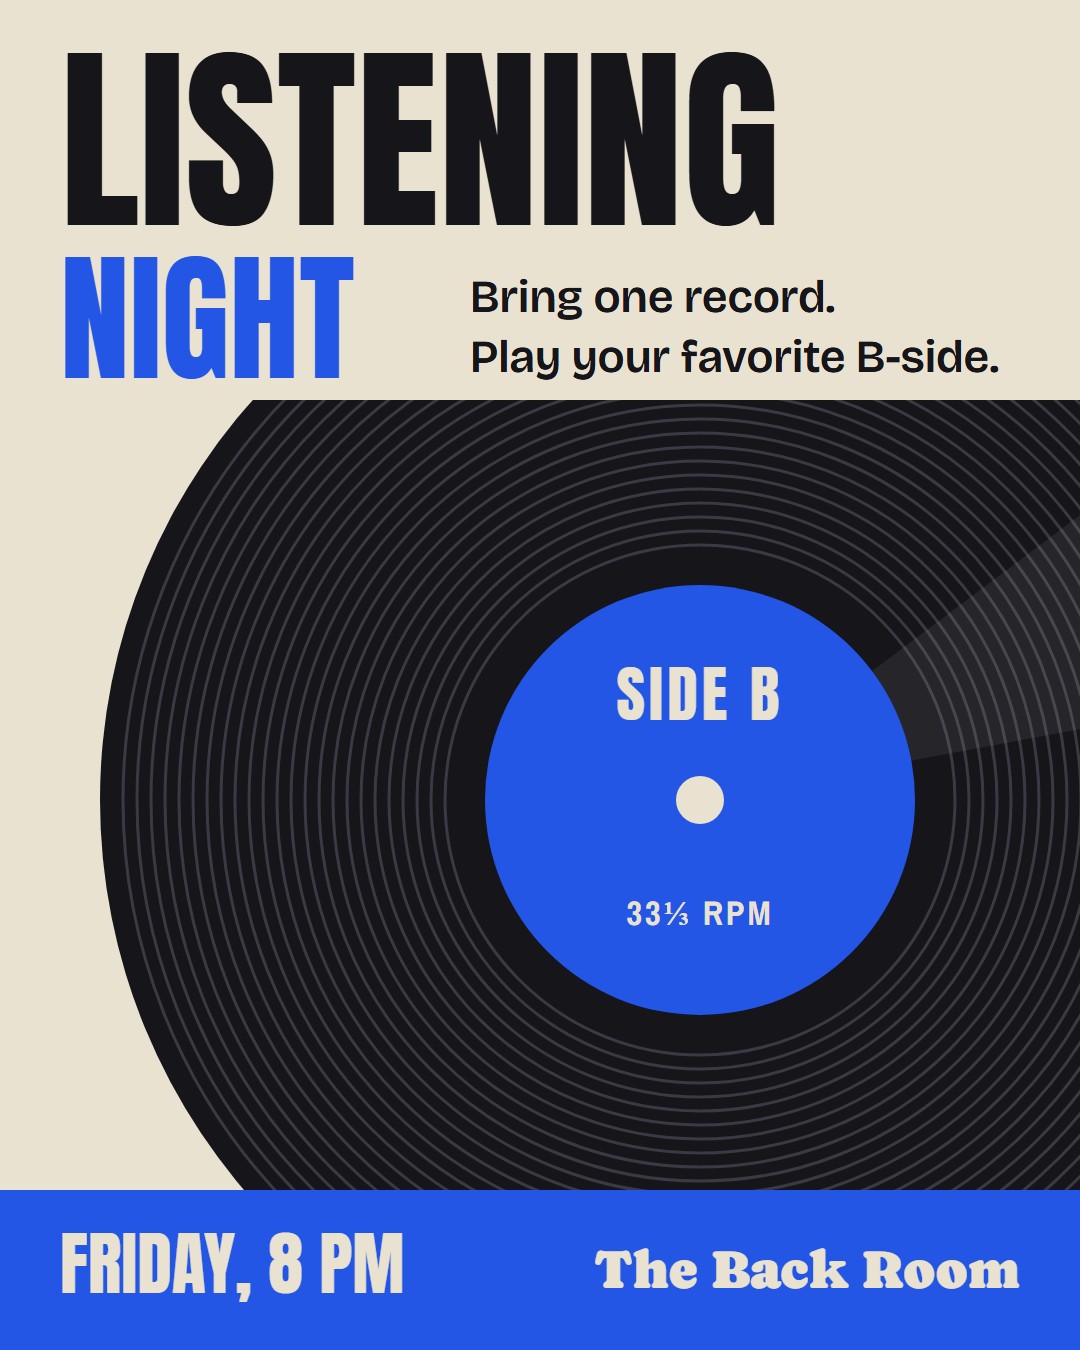 LISTENING
NIGHT
Bring one record.
Play your favorite B-side.
SIDE B
33⅓ RPM
FRIDAY, 8 PM
The Back Room